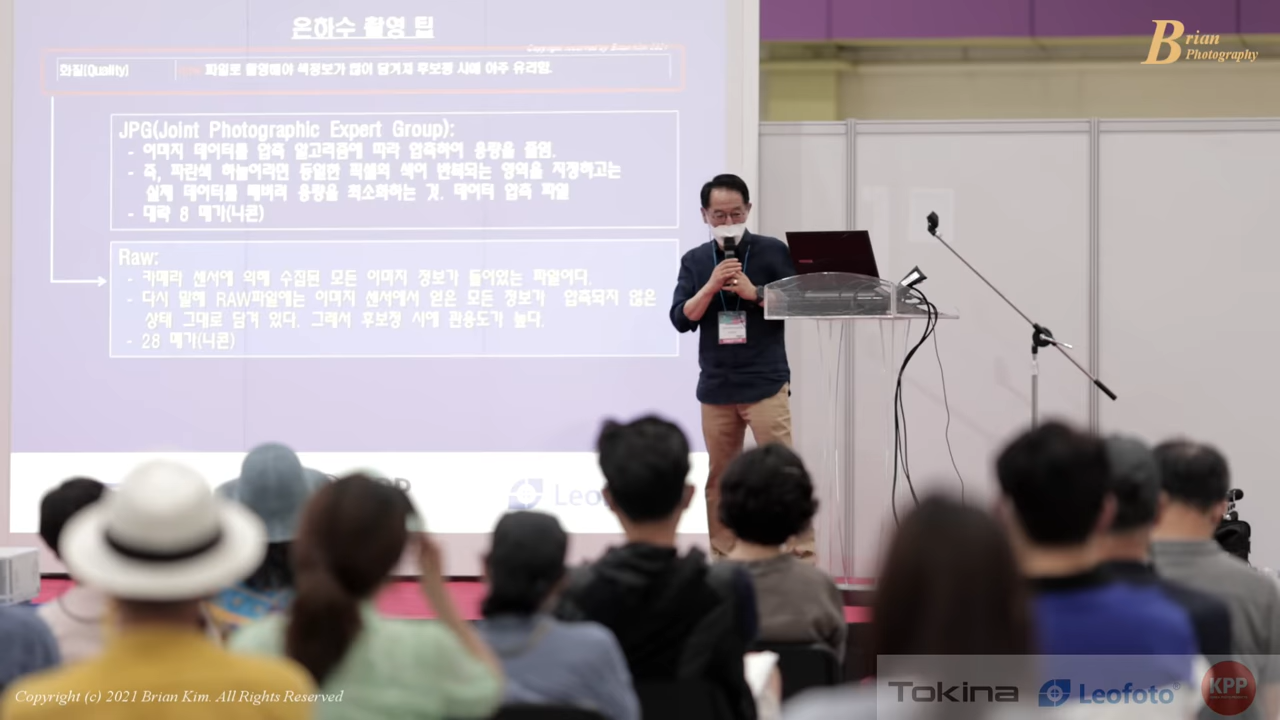 은하수 촬영 팁
Copyright reserved by Brian Kim 2021
화질(Quality)
파일로 촬영해야 색정보가 많이 담겨져 후보정 시에 아주 유리함.
JPG(Joint Photographic Expert Group):
- 이미지 데이터를 압축 알고리즘에 따라 압축하여 용량을 줄임.
- 즉, 파란색 하늘이라면 동일한 픽셀의 색이 반복되는 영역을 지정하고는
실제 데이터를 떼버려 용량을 최소화하는 것. 데이터 압축 파일
- 대략 8 메가(니콘)
Raw:
- 카메라 센서에 의해 수집된 모든 이미지 정보가 들어있는 파일이다.
- 다시 말해 RAW파일에는 이미지 센서에서 얻은 모든 정보가 압축되지 않은
상태 그대로 담겨 있다. 그래서 후보정 시에 관용도가 높다.
- 28 메가(니콘)
Brian
Photography
Copyright (c) 2021 Brian Kim. All Rights Reserved
Tokina Leofoto® KPP